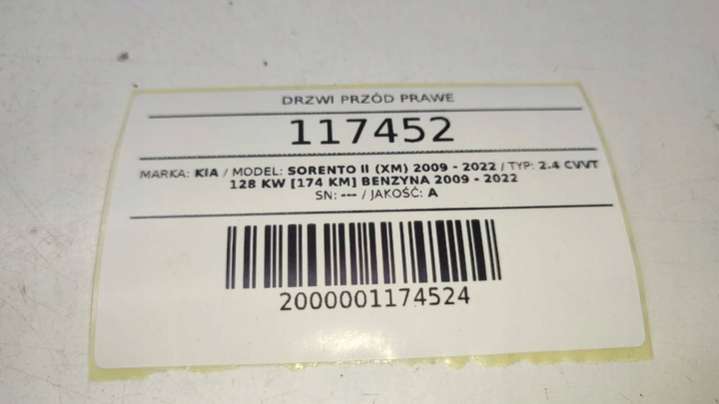 DRZWI PRZÓD PRAWE
117452
MARKA: KIA / MODEL: SORENTO II (XM) 2009 - 2022 / TYP: 2.4 CVVT
128 KW [174 KM] BENZYNA 2009 - 2022
SN: --- / JAKOŚĆ: A
2000001174524